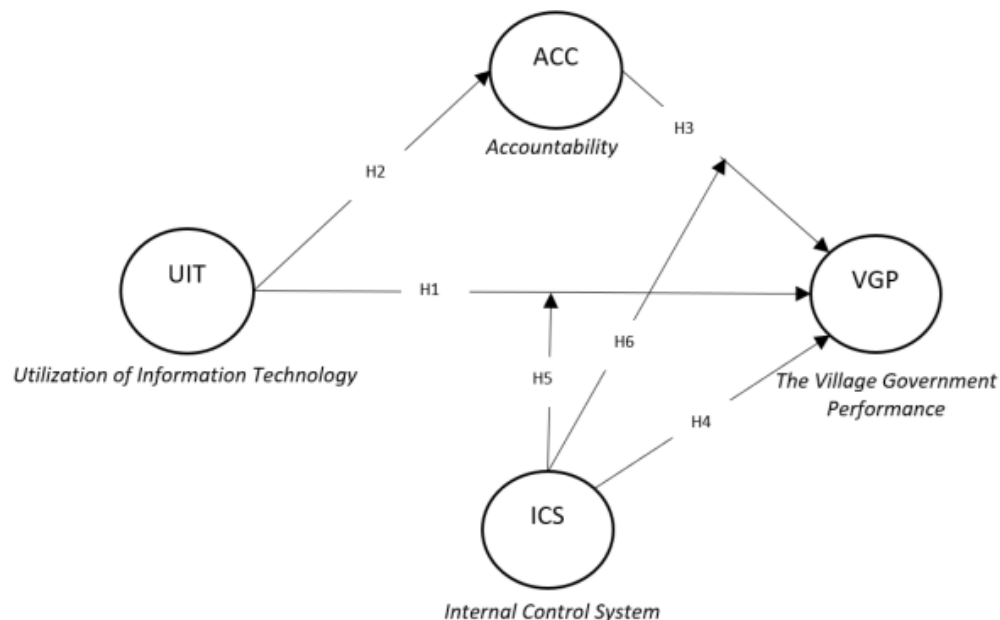 ACC
Accountability
H3
H2
UIT
Utilization of Information Technology
H1
VGP
The Village Government
Performance
H6
H5
H4
ICS
Internal Control System